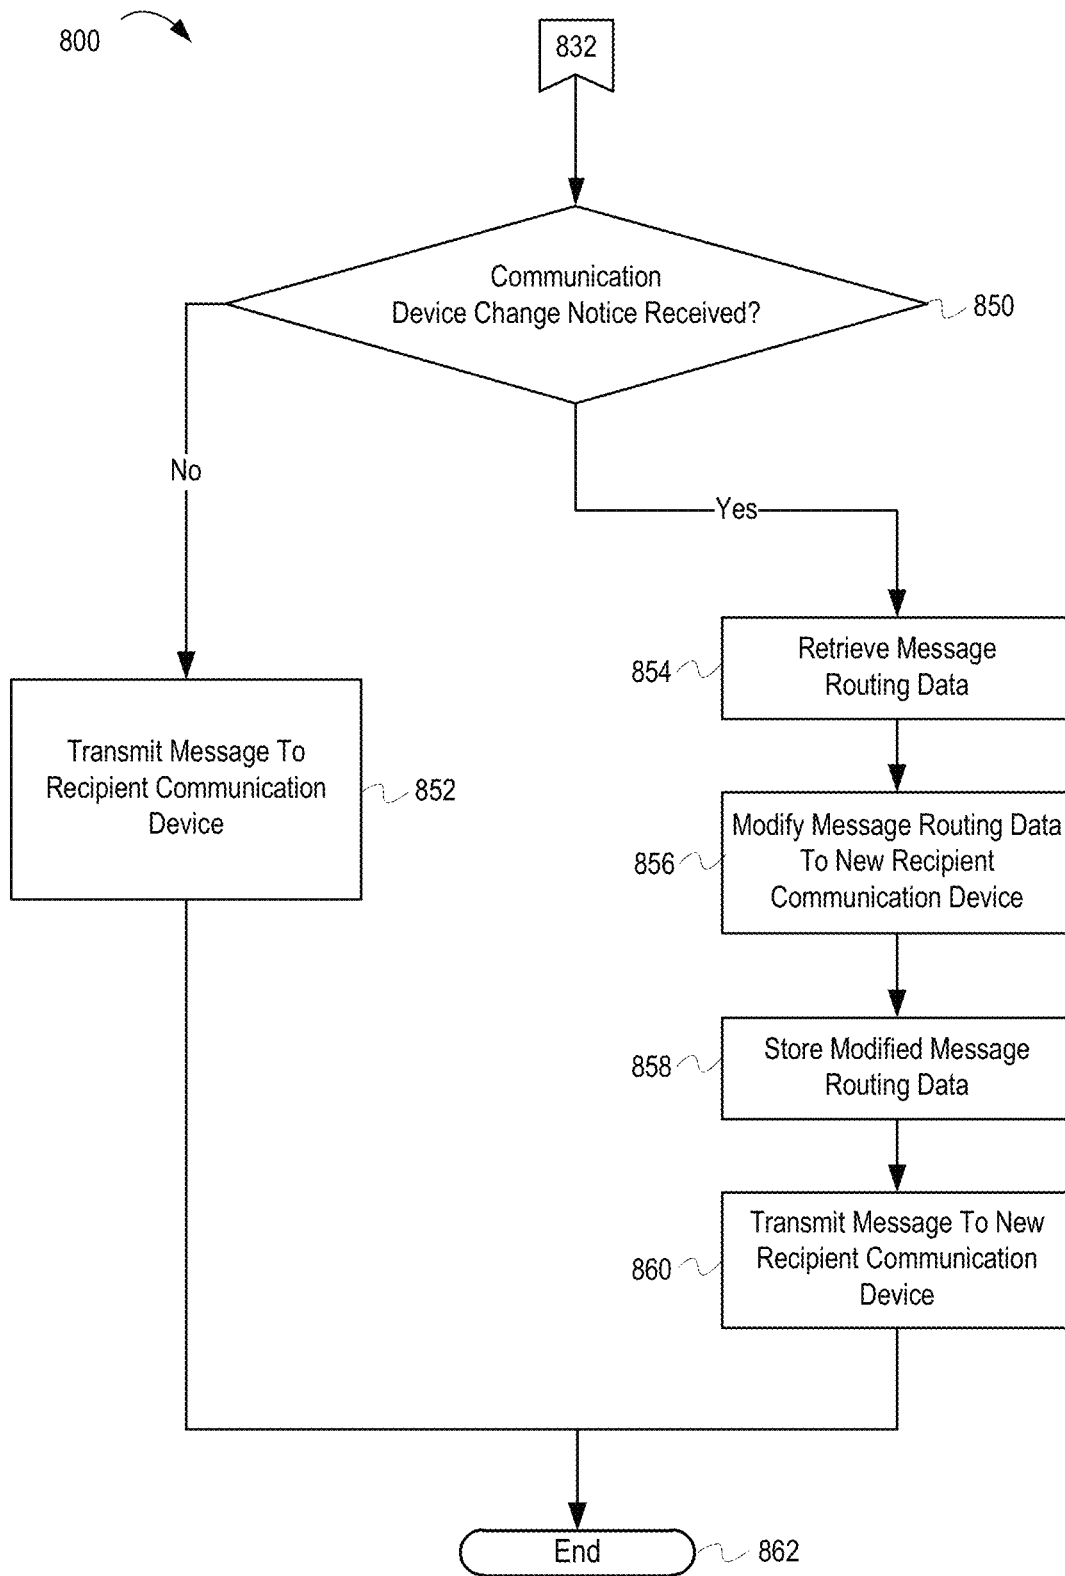 800
832
Communication
Device Change Notice Received?
850
No
Yes
854
Retrieve Message
Routing Data
Transmit Message To
Recipient Communication
Device
852
856
Modify Message Routing Data
To New Recipient
Communication Device
858
Store Modified Message
Routing Data
860
Transmit Message To New
Recipient Communication
Device
End
862